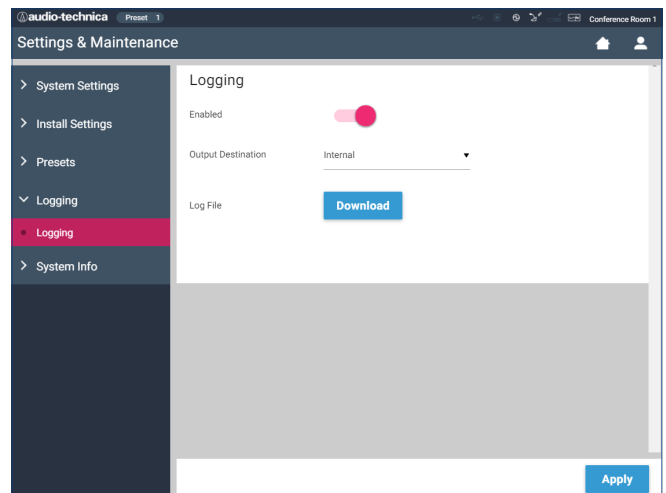 audio-technica Preset 1 Conference Room 1
Settings & Maintenance
System Settings
Install Settings
Presets
Logging
Logging
System Info
Logging
Enabled
Output Destination Internal
Log File Download
Apply